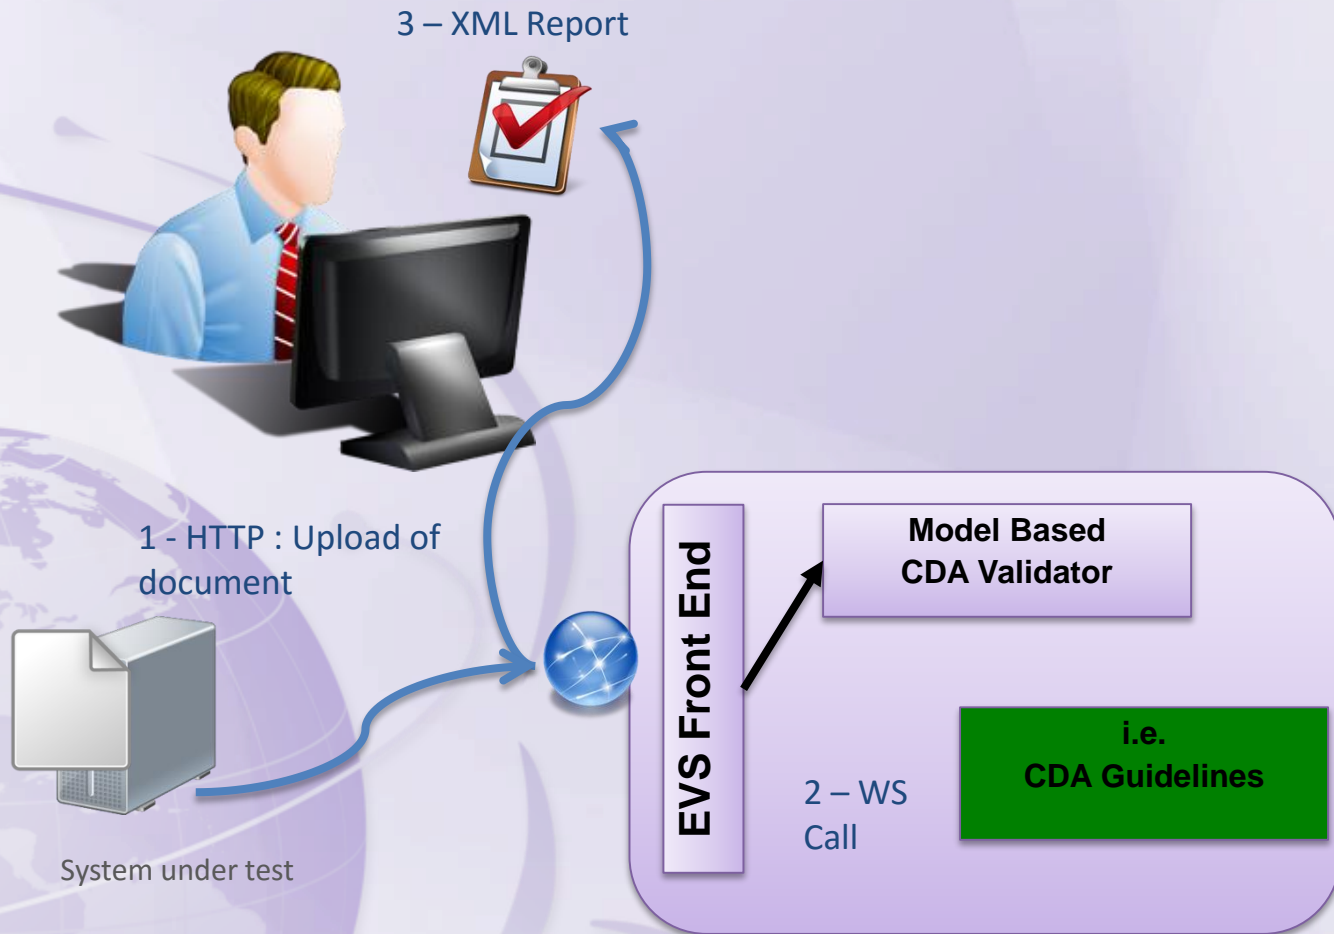 3 – XML Report
1 - HTTP : Upload of
document
System under test
EVS Front End
Model Based
CDA Validator
2 – WS
Call
i.e.
CDA Guidelines